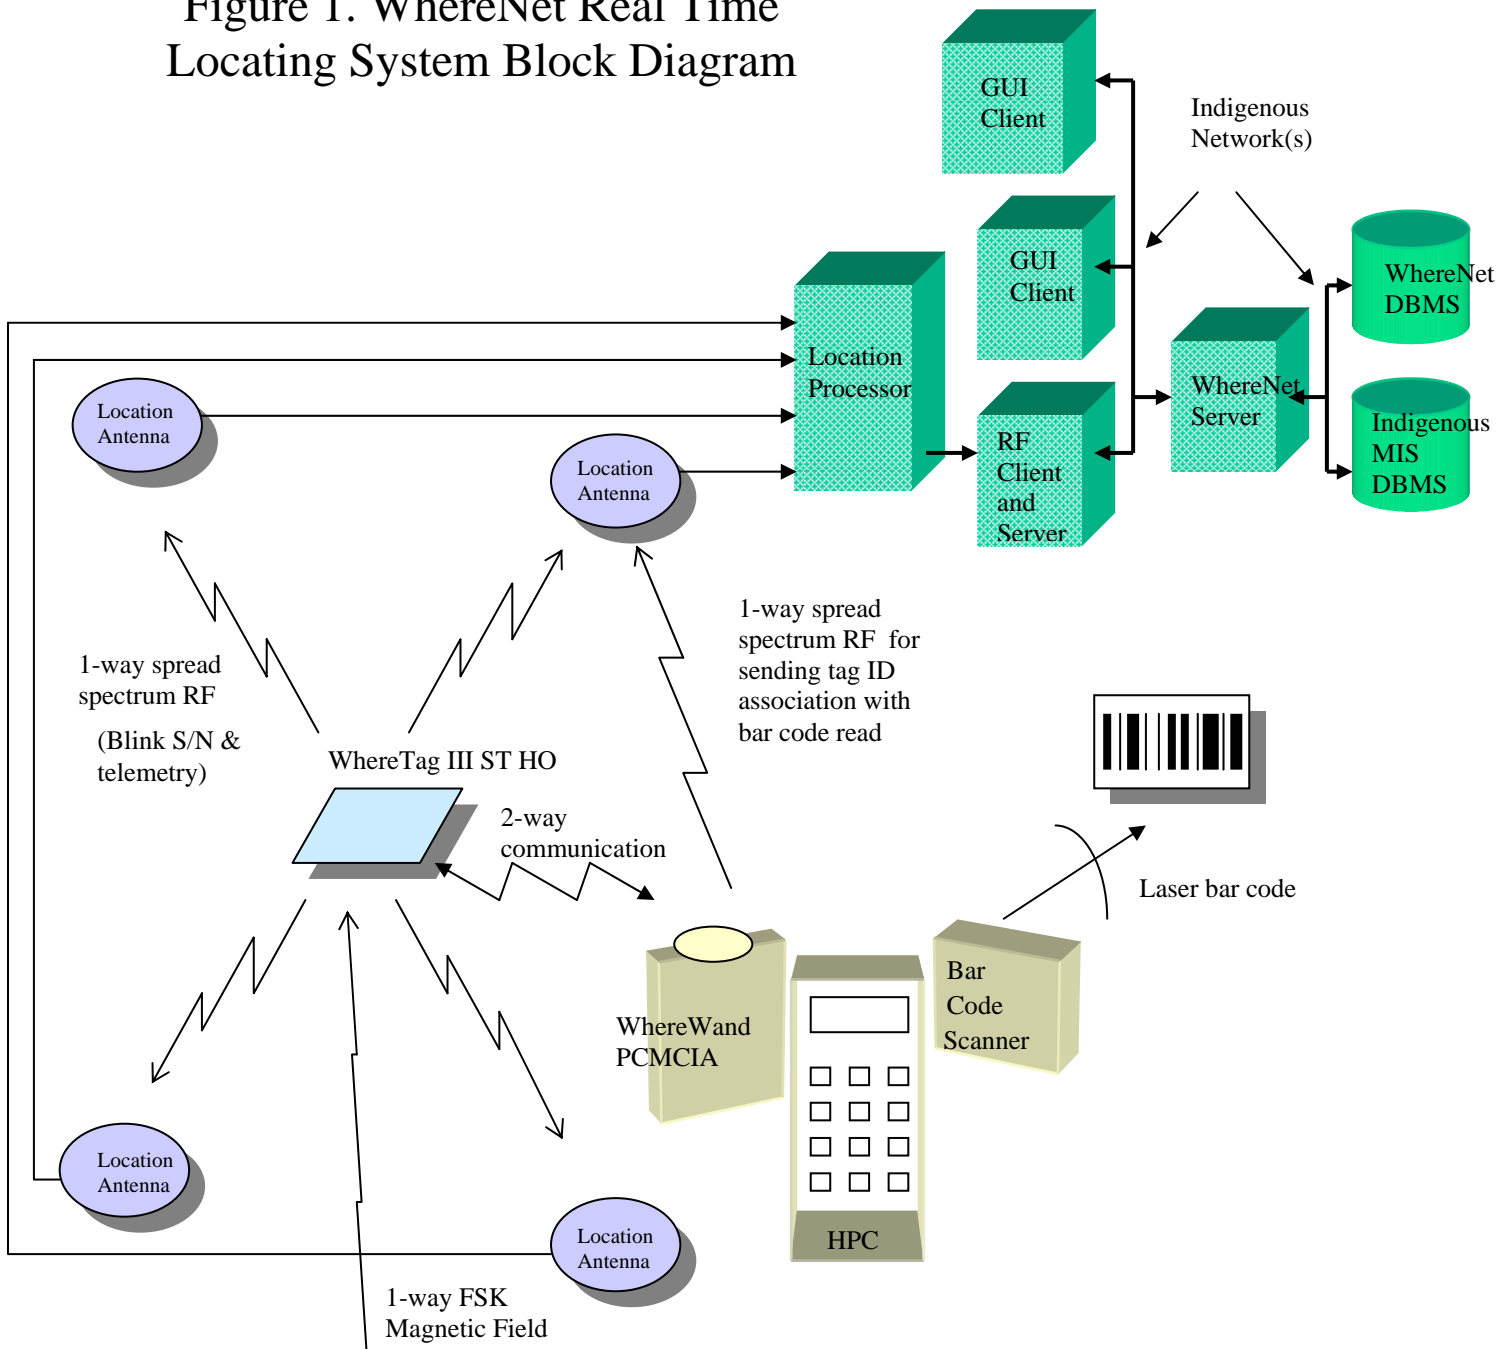 Figure 1. WhereNet Real Time
Locating System Block Diagram
GUI
Client
Indigenous
Network(s)
GUI
Client
WhereNet
DBMS
Location
Processor
WhereNet
Server
Indigenous
MIS
DBMS
RF
Client
and
Server
Location
Antenna
Location
Antenna
1-way spread
spectrum RF
(Blink S/N &
telemetry)
1-way spread
spectrum RF for
sending tag ID
association with
bar code read
WhereTag III ST HO
2-way
communication
Laser bar code
WhereWand
PCMCIA
Bar
Code
Scanner
HPC
Location
Antenna
Location
Antenna
1-way FSK
Magnetic Field